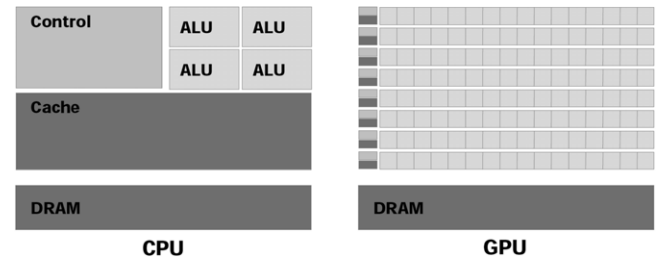 Control
ALU ALU
ALU ALU
Cache
DRAM
CPU
DRAM
GPU